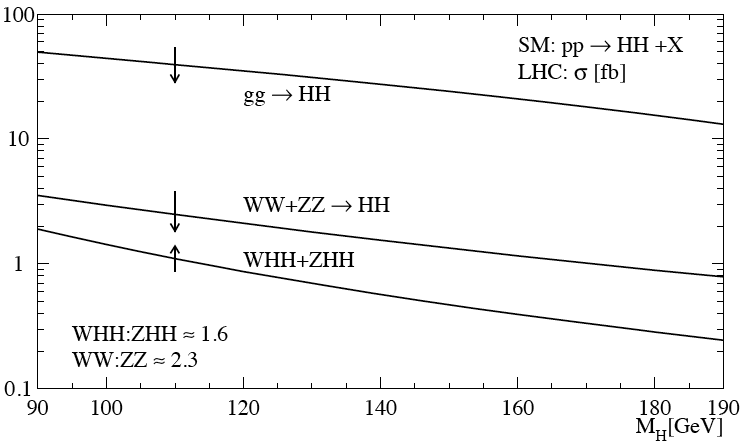 100
SM: pp → HH +X
LHC: σ [fb]
gg → HH
10
WW+ZZ → HH
WHH+ZHH
1
WHH:ZHH ≈ 1.6
WW:ZZ ≈ 2.3
0.1
90 100 120 140 160 180 190
M_H[GeV]